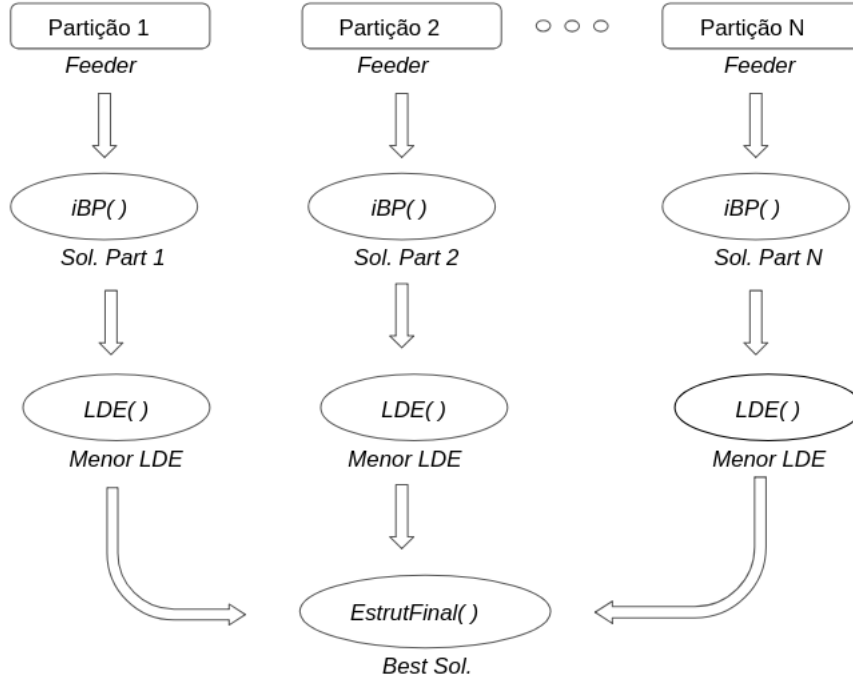 Partição 1
Partição 2
Partição N
Feeder
Feeder
Feeder
iBP( )
iBP( )
iBP( )
Sol. Part 1
Sol. Part 2
Sol. Part N
LDE( )
LDE( )
LDE( )
Menor LDE
Menor LDE
Menor LDE
EstrutFinal( )
Best Sol.